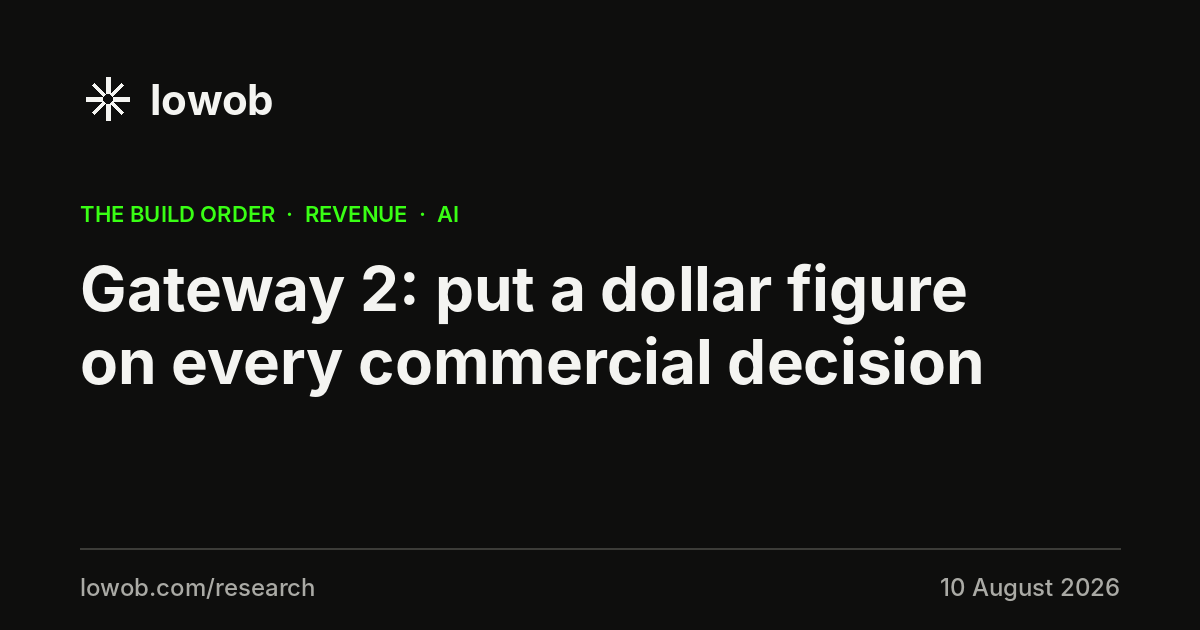 lowob
THE BUILD ORDER · REVENUE · AI
Gateway 2: put a dollar figure
on every commercial decision
lowob.com/research
10 August 2026